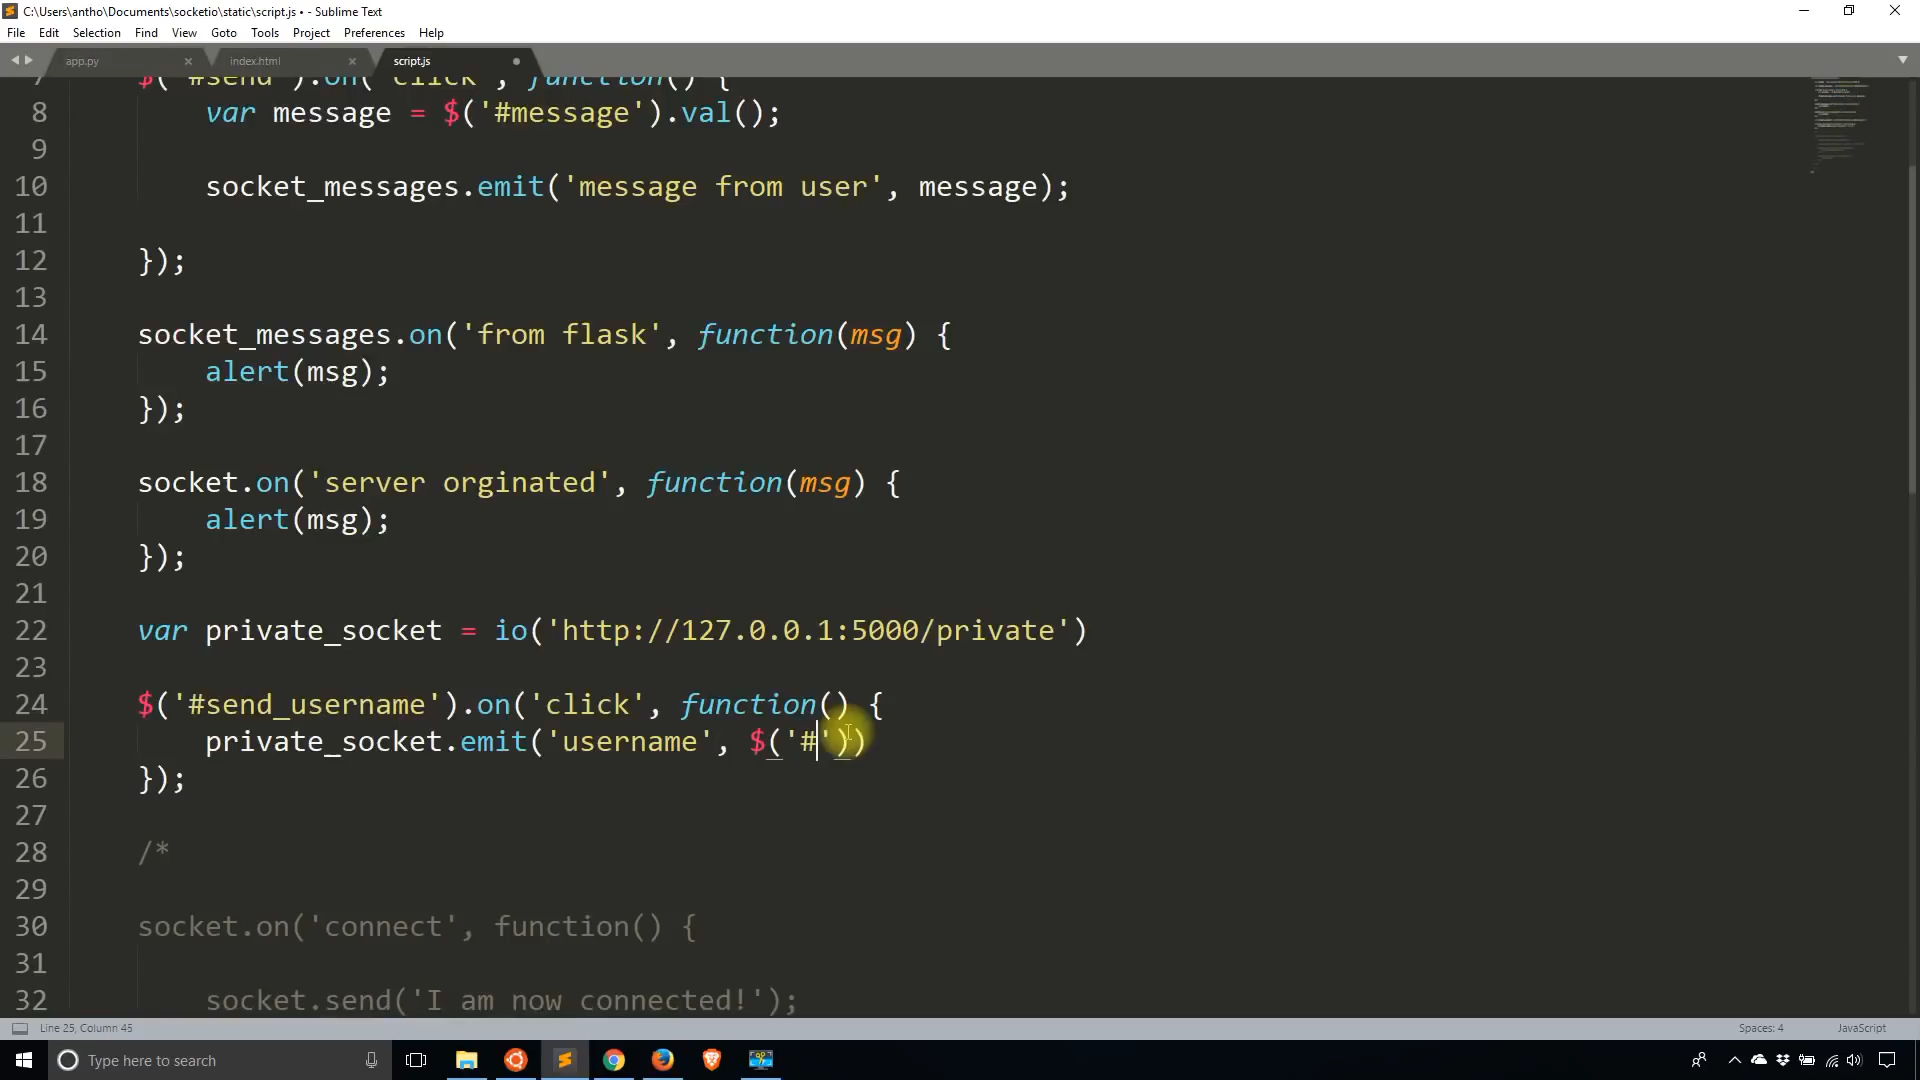 C:\Users\antho\Documents\socketio\static\script.js • - Sublime Text
File Edit Selection Find View Goto Tools Project Preferences Help
app.py index.html script.js
7 $('#send').on('click', function() {
8 var message = $('#message').val();
9
10 socket_messages.emit('message from user', message);
11
12 });
13
14 socket_messages.on('from flask', function(msg) {
15 alert(msg);
16 });
17
18 socket.on('server orginated', function(msg) {
19 alert(msg);
20 });
21
22 var private_socket = io('http://127.0.0.1:5000/private')
23
24 $('#send_username').on('click', function() {
25 private_socket.emit('username', $('#'))
26 });
27
28 /*
29
30 socket.on('connect', function() {
31
32 socket.send('I am now connected!');
Line 25, Column 45 Spaces: 4 JavaScript
Type here to search